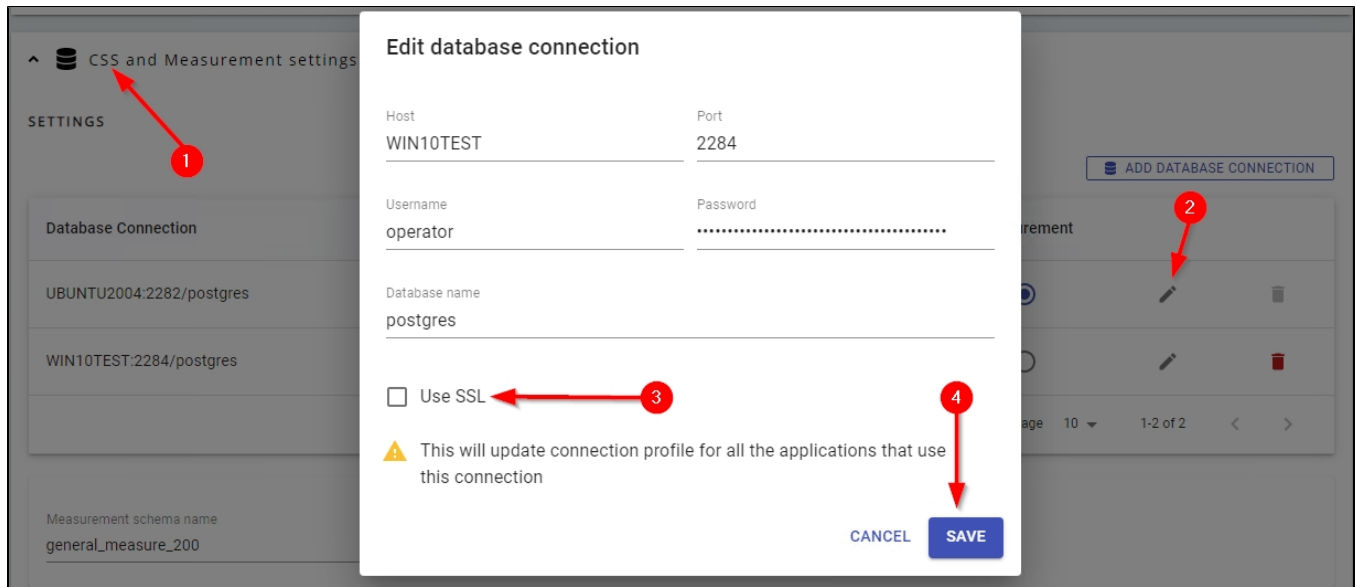 CSS and Measurement settings
SETTINGS
1
ADD DATABASE CONNECTION
2
Database Connection
UBUNTU2004:2282/postgres
WIN10TEST:2284/postgres
10
1-2 of 2
Measurement schema name
general_measure_200
Edit database connection
Host
Port
WIN10TEST
2284
Username
Password
operator
••••••••••••••••••••••••••••••••••••••••
Database name
postgres
Use SSL
3
4
This will update connection profile for all the applications that use
this connection
CANCEL
SAVE